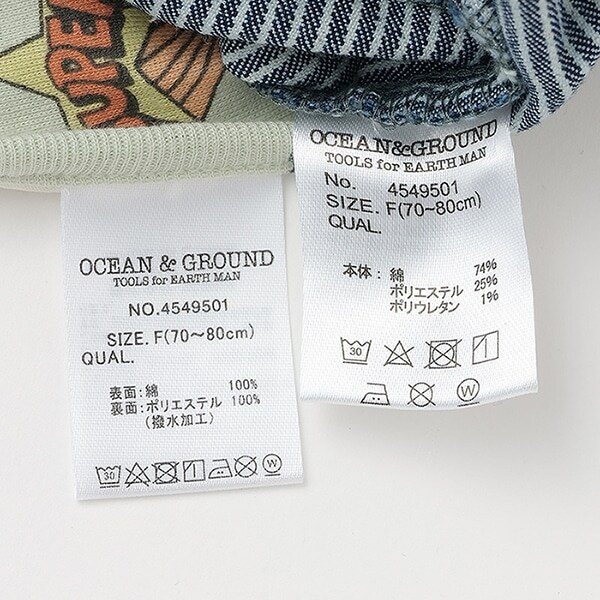 SUPER
OCEAN & GROUND
TOOLS for EARTH MAN
NO.4549501
SIZE. F(70～80cm)
QUAL.
表面：綿 100%
裏面：ポリエステル 100%
(撥水加工)
30
W
OCEAN&GROUND
TOOLS for EARTH MAN
No. 4549501
SIZE. F(70～80cm)
QUAL.
本体：綿 74%
ポリエステル 25%
ポリウレタン 1%
30
W